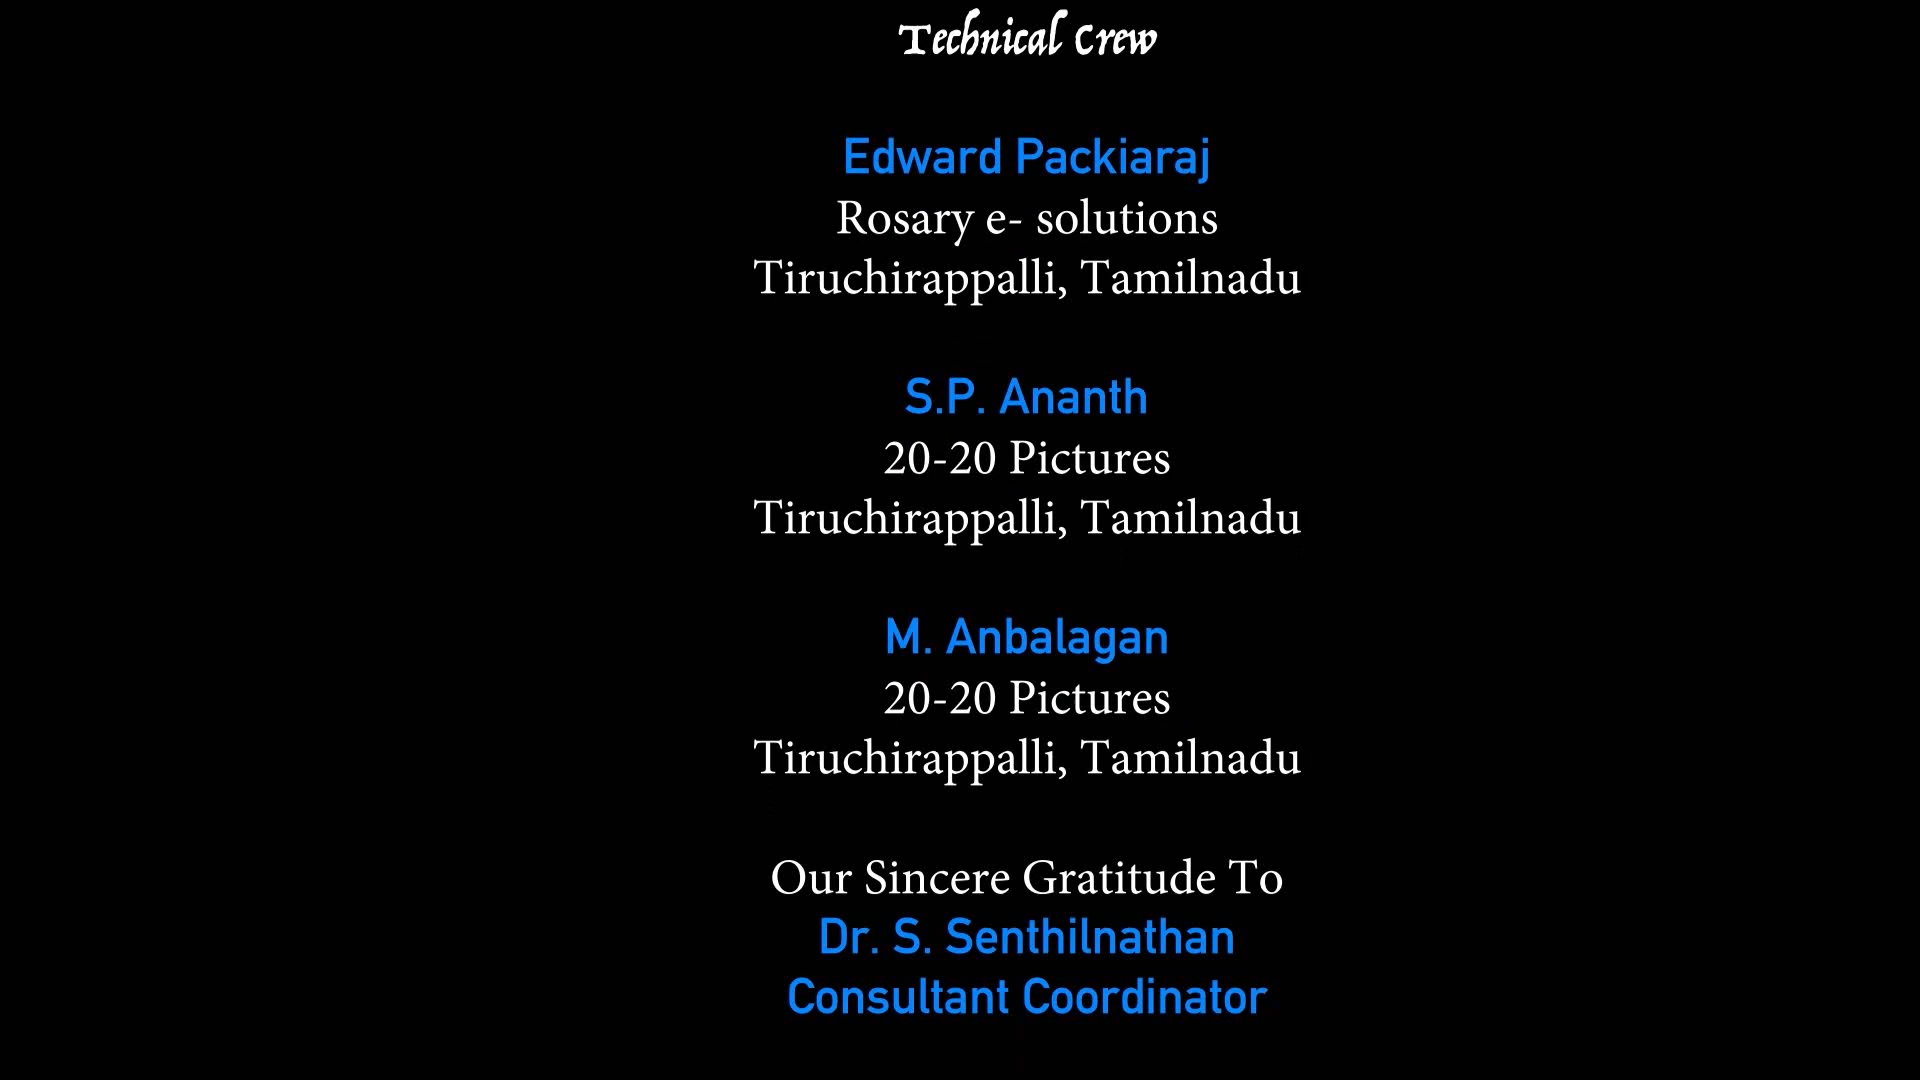 Technical Crew
Edward Packiaraj
Rosary e- solutions
Tiruchirappalli, Tamilnadu
S.P. Ananth
20-20 Pictures
Tiruchirappalli, Tamilnadu
M. Anbalagan
20-20 Pictures
Tiruchirappalli, Tamilnadu
Our Sincere Gratitude To
Dr. S. Senthilnathan
Consultant Coordinator